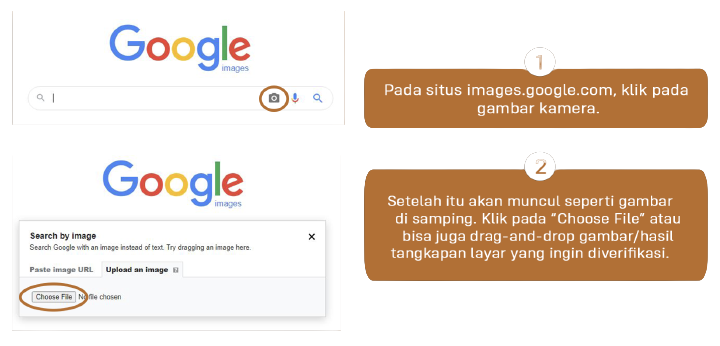 Google
images
1
Pada situs images.google.com, klik pada
gambar kamera.
Google
images
Search by image
Search Google with an image instead of text. Try dragging an image here.
Paste image URL
Upload an image ?
Choose File No file chosen
2
Setelah itu akan muncul seperti gambar
di samping. Klik pada "Choose File" atau
bisa juga drag-and-drop gambar/hasil
tangkapan layar yang ingin diverifikasi.